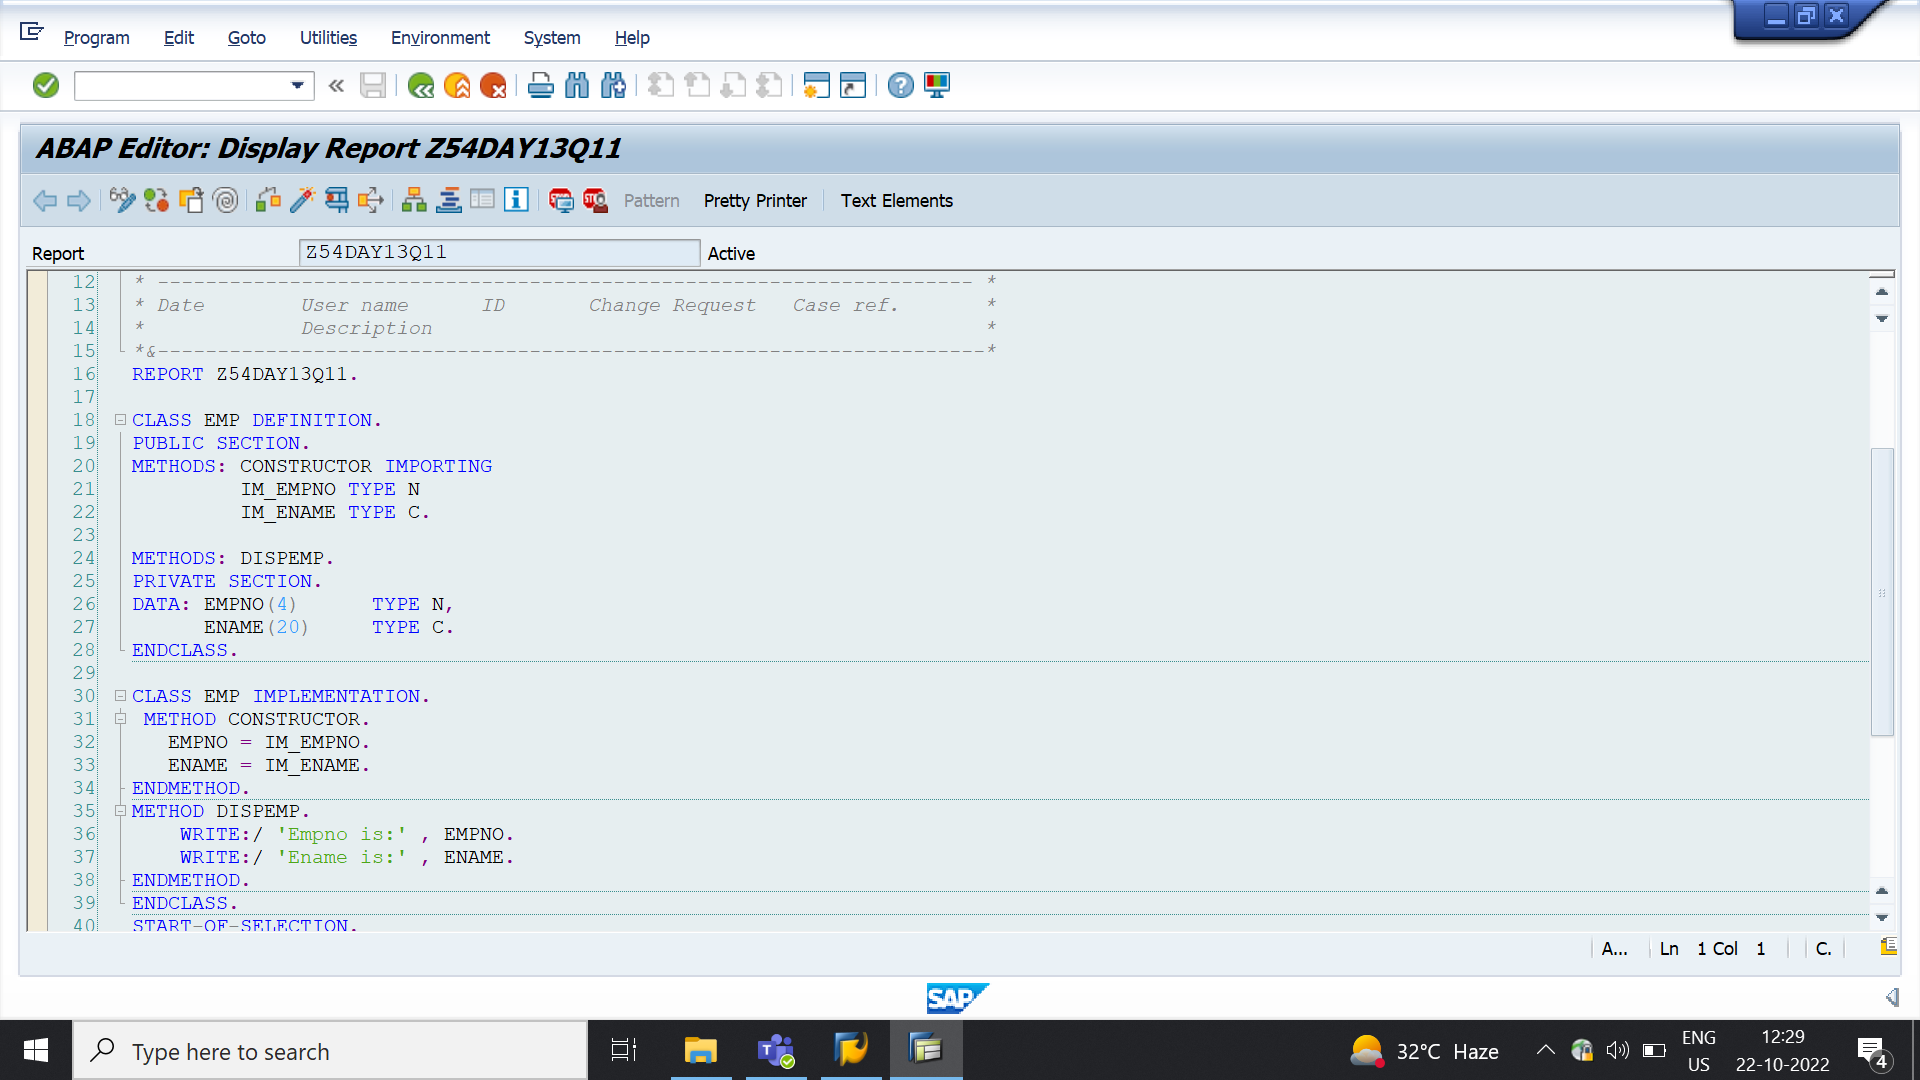 Program Edit Goto Utilities Environment System Help
ABAP Editor: Display Report Z54DAY13Q11
Pattern Pretty Printer Text Elements
Report Z54DAY13Q11 Active
12 * -------------------------------------------------------------------- *
13 * Date User name ID Change Request Case ref. *
14 * Description *
15 *&---------------------------------------------------------------------*
16 REPORT Z54DAY13Q11.
17
18 CLASS EMP DEFINITION.
19 PUBLIC SECTION.
20 METHODS: CONSTRUCTOR IMPORTING
21 IM_EMPNO TYPE N
22 IM_ENAME TYPE C.
23
24 METHODS: DISPEMP.
25 PRIVATE SECTION.
26 DATA: EMPNO(4) TYPE N,
27 ENAME(20) TYPE C.
28 ENDCLASS.
29
30 CLASS EMP IMPLEMENTATION.
31 METHOD CONSTRUCTOR.
32 EMPNO = IM_EMPNO.
33 ENAME = IM_ENAME.
34 ENDMETHOD.
35 METHOD DISPEMP.
36 WRITE:/ 'Empno is:' , EMPNO.
37 WRITE:/ 'Ename is:' , ENAME.
38 ENDMETHOD.
39 ENDCLASS.
40 START-OF-SELECTION.
A... Ln 1 Col 1 C.
SAP
Type here to search
32°C Haze
ENG
US
12:29
22-10-2022
4